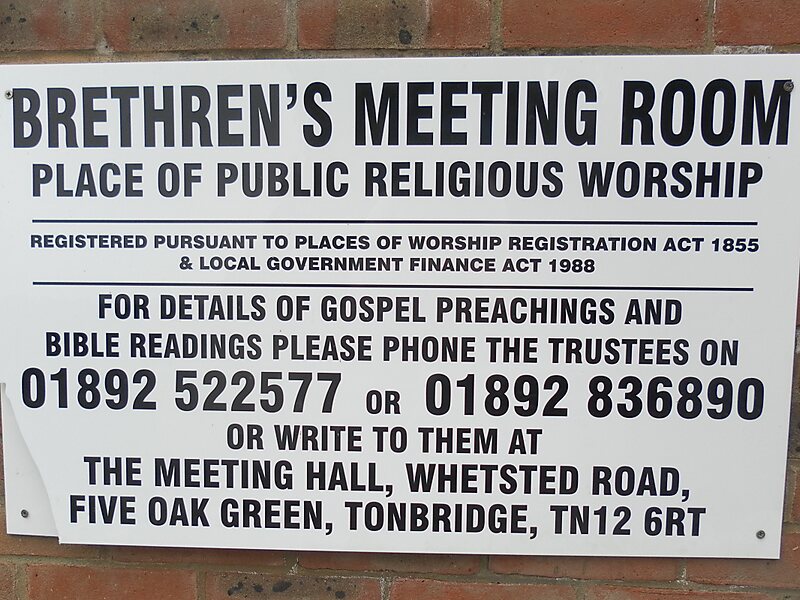 BRETHREN'S MEETING ROOM
PLACE OF PUBLIC RELIGIOUS WORSHIP
REGISTERED PURSUANT TO PLACES OF WORSHIP REGISTRATION ACT 1855
& LOCAL GOVERNMENT FINANCE ACT 1988
FOR DETAILS OF GOSPEL PREACHINGS AND
BIBLE READINGS PLEASE PHONE THE TRUSTEES ON
01892 522577 OR 01892 836890
OR WRITE TO THEM AT
THE MEETING HALL, WHETSTED ROAD,
FIVE OAK GREEN, TONBRIDGE, TN12 6RT